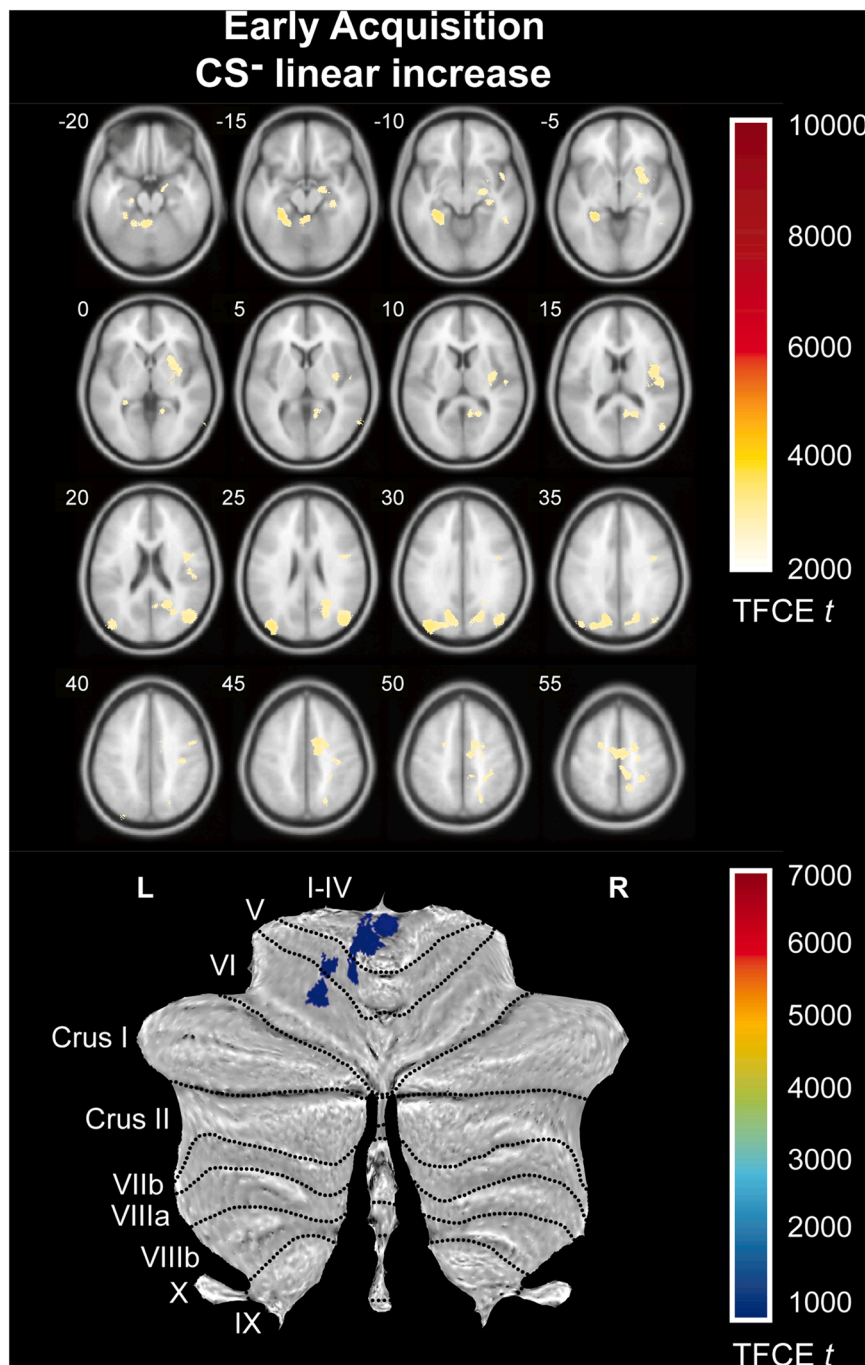 Early Acquisition
CS⁻ linear increase
-20 -15 -10 -5
10000
8000
6000
4000
2000
TFCE t
0 5 10 15
20 25 30 35
40 45 50 55
L I-IV R
V
VI
Crus I
Crus II
VIIb
VIIIa
VIIIb
X
IX
7000
6000
5000
4000
3000
2000
1000
TFCE t